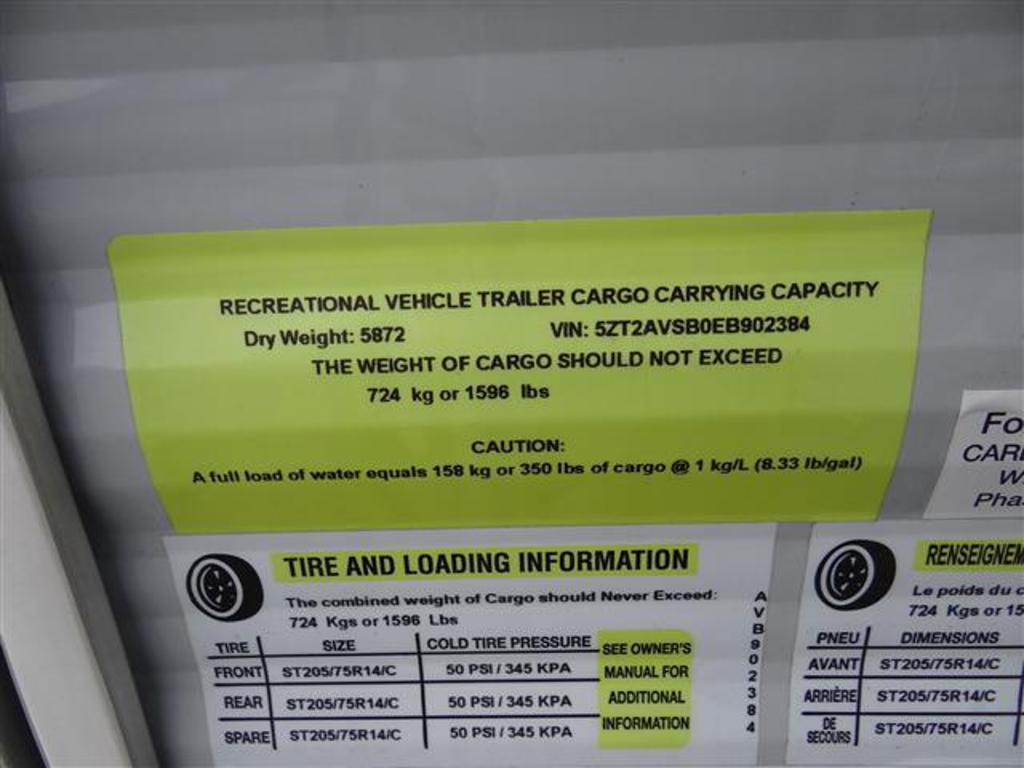 RECREATIONAL VEHICLE TRAILER CARGO CARRYING CAPACITY
Dry Weight: 5872 VIN: 5ZT2AVSB0EB902384
THE WEIGHT OF CARGO SHOULD NOT EXCEED
724 kg or 1596 lbs
CAUTION:
A full load of water equals 158 kg or 350 lbs of cargo @ 1 kg/L (8.33 lb/gal)
TIRE AND LOADING INFORMATION
The combined weight of Cargo should Never Exceed:
724 Kgs or 1596 Lbs
TIRE SIZE COLD TIRE PRESSURE
FRONT ST205/75R14/C 50 PSI / 345 KPA
REAR ST205/75R14/C 50 PSI / 345 KPA
SPARE ST205/75R14/C 50 PSI / 345 KPA
SEE OWNER'S
MANUAL FOR
ADDITIONAL
INFORMATION
AVB902384
RENSEIGNEM
Le poids du c
724 Kgs or 15
PNEU DIMENSIONS
AVANT ST205/75R14/C
ARRIÈRE ST205/75R14/C
DE SECOURS ST205/75R14/C
Fo
CARE
W
Pha